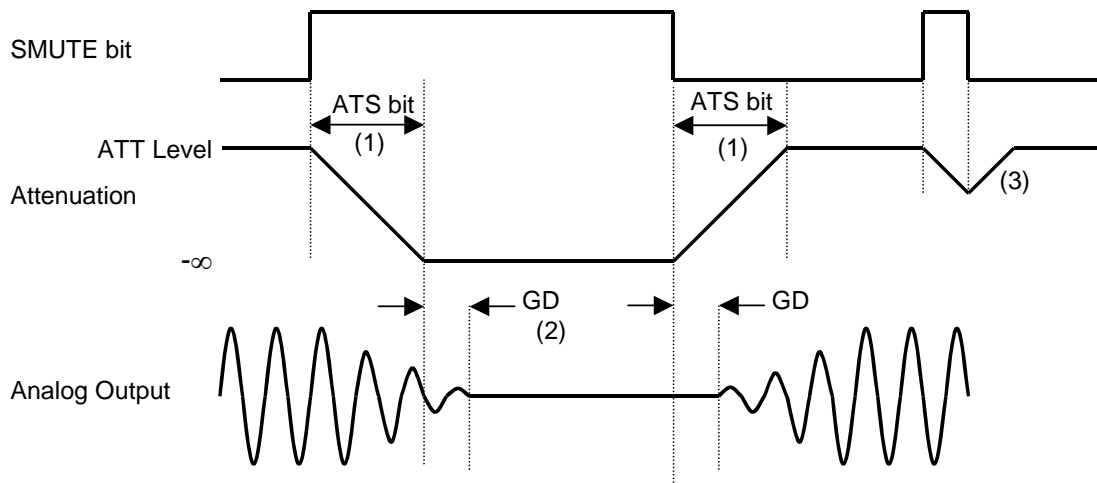 SMUTE bit
ATS bit
ATS bit
(1)
(1)
ATT Level
(3)
Attenuation
-∞
GD
GD
(2)
Analog Output